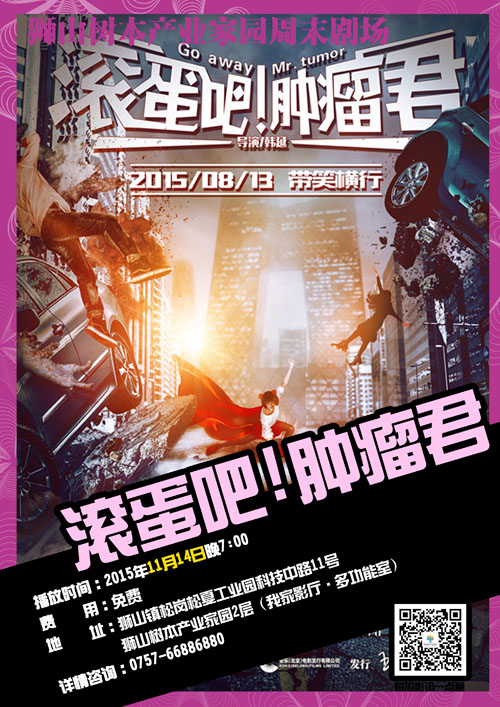 狮山树本产业家园周末剧场
Go away Mr. tumor
滚蛋吧!肿瘤君
导演/韩延
2015/08/13 带笑横行
滚蛋吧!肿瘤君
播放时间:2015年11月14日晚7:00
费 用:免费
地 址:狮山镇松岗松夏工业园科技中路11号
狮山树本产业家园2层(我家影厅·多功能室)
详情咨询:0757-66886880
发行